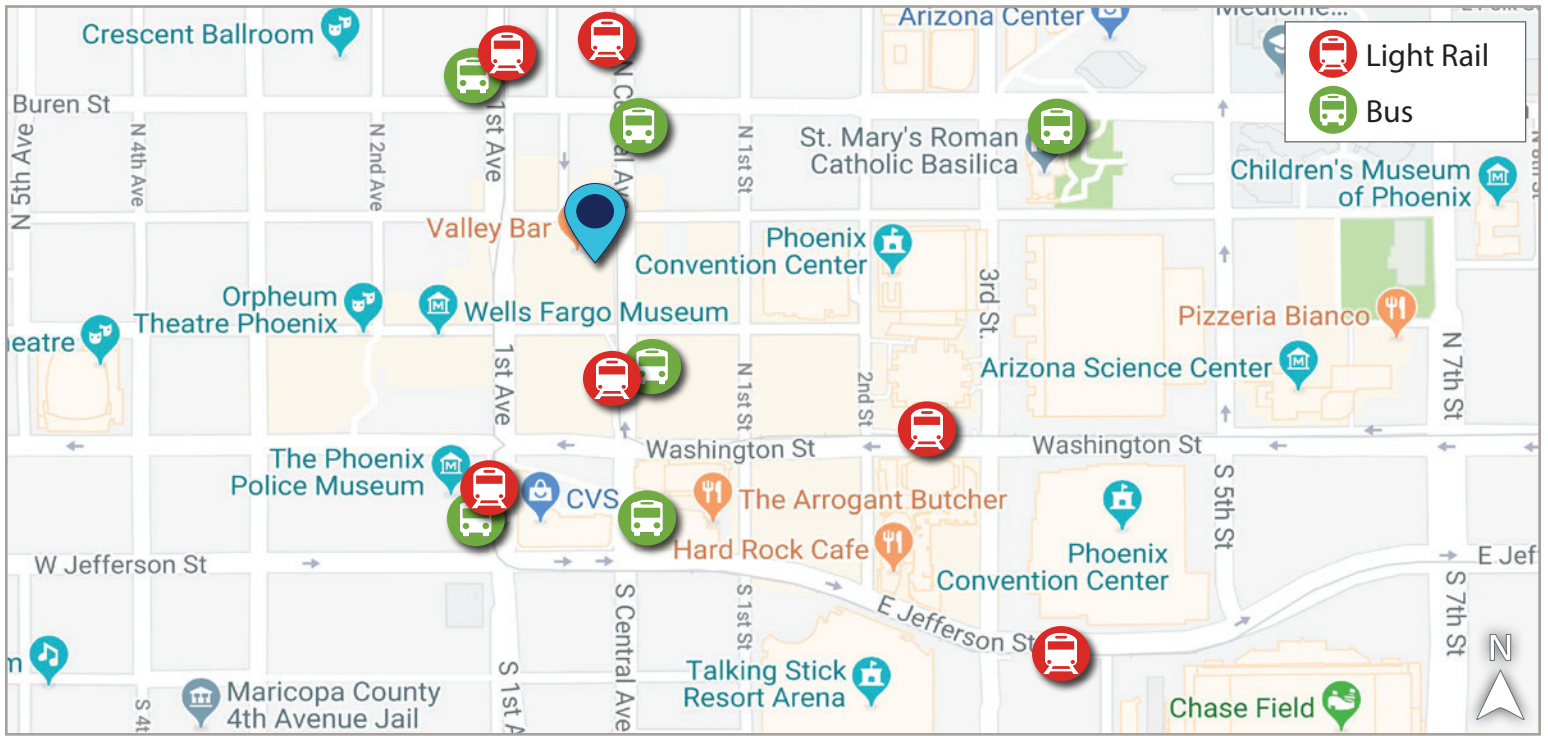 Crescent Ballroom
Arizona Center
Medicine...
Light Rail
Bus
Buren St
1st Ave
N 5th Ave
N 4th Ave
N 2nd Ave
N 1st St
St. Mary's Roman
Catholic Basilica
Children's Museum
of Phoenix
Valley Bar
Phoenix
Convention Center
3rd St.
Orpheum
Theatre Phoenix
Wells Fargo Museum
Pizzeria Bianco
eatre
1st Ave
N 1st St
2nd St
Arizona Science Center
N 7th St
Washington St
Washington St
The Phoenix
Police Museum
CVS
The Arrogant Butcher
S 5th St
Hard Rock Cafe
Phoenix
Convention Center
W Jefferson St
E Jef
S Central Ave
S 1st St
E Jefferson St
S 7th St
N
m
Talking Stick
Resort Arena
S 1st A
Maricopa County
4th Avenue Jail
S 4t
Chase Field